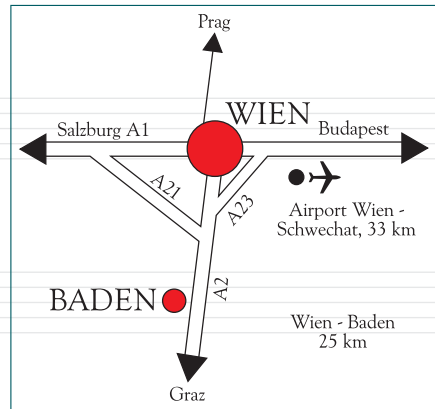 Prag
WIEN
Salzburg A1
Budapest
A21
A23
Airport Wien -
Schwechat, 33 km
A2
BADEN
Wien - Baden
25 km
Graz